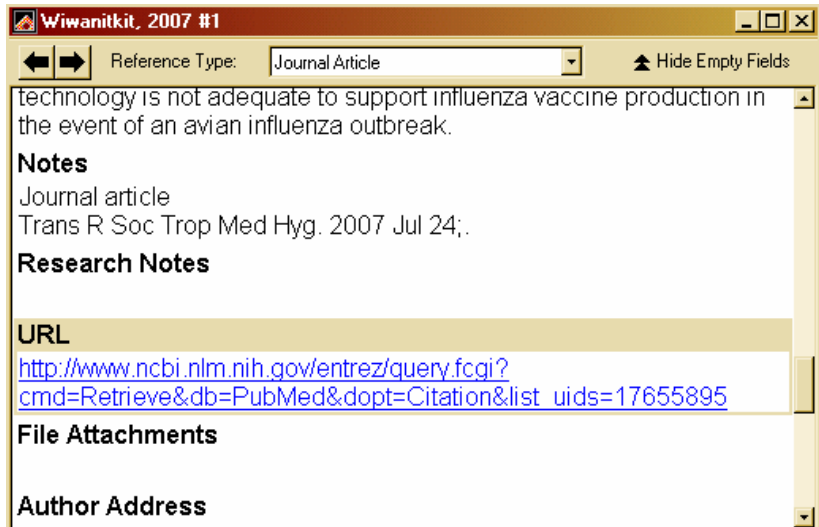 Wiwanitkit, 2007 #1
Reference Type: Journal Article Hide Empty Fields
technology is not adequate to support influenza vaccine production in
the event of an avian influenza outbreak.
Notes
Journal article
Trans R Soc Trop Med Hyg. 2007 Jul 24;.
Research Notes
URL
http://www.ncbi.nlm.nih.gov/entrez/query.fcgi?
cmd=Retrieve&db=PubMed&dopt=Citation&list_uids=17655895
File Attachments
Author Address